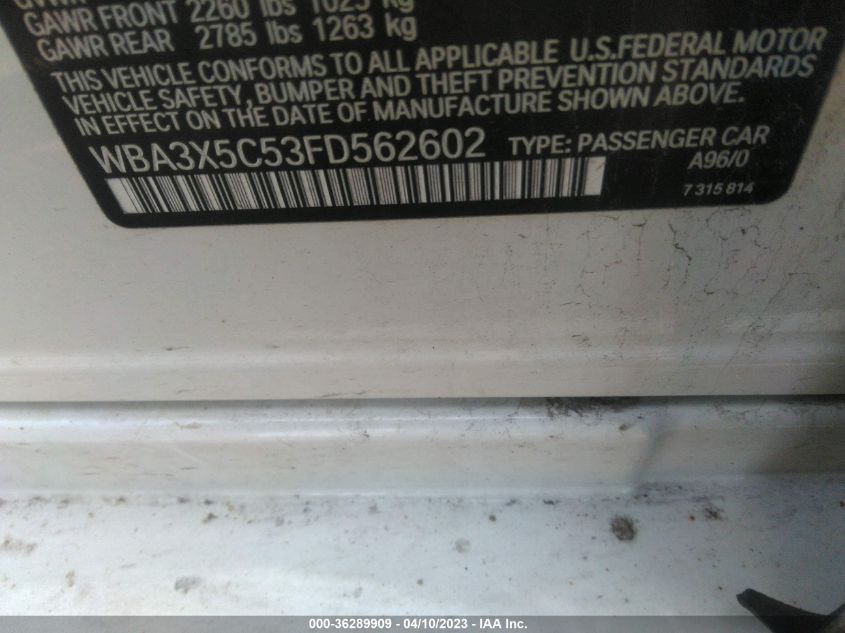 GAWR FRONT 2260 lbs 1025 kg
GAWR REAR 2785 lbs 1263 kg
THIS VEHICLE CONFORMS TO ALL APPLICABLE U.S.FEDERAL MOTOR
VEHICLE SAFETY, BUMPER AND THEFT PREVENTION STANDARDS
IN EFFECT ON THE DATE OF MANUFACTURE SHOWN ABOVE.
WBA3X5C53FD562602 TYPE: PASSENGER CAR
A96/0
7 315 814
000-36289909 - 04/10/2023 - IAA Inc.